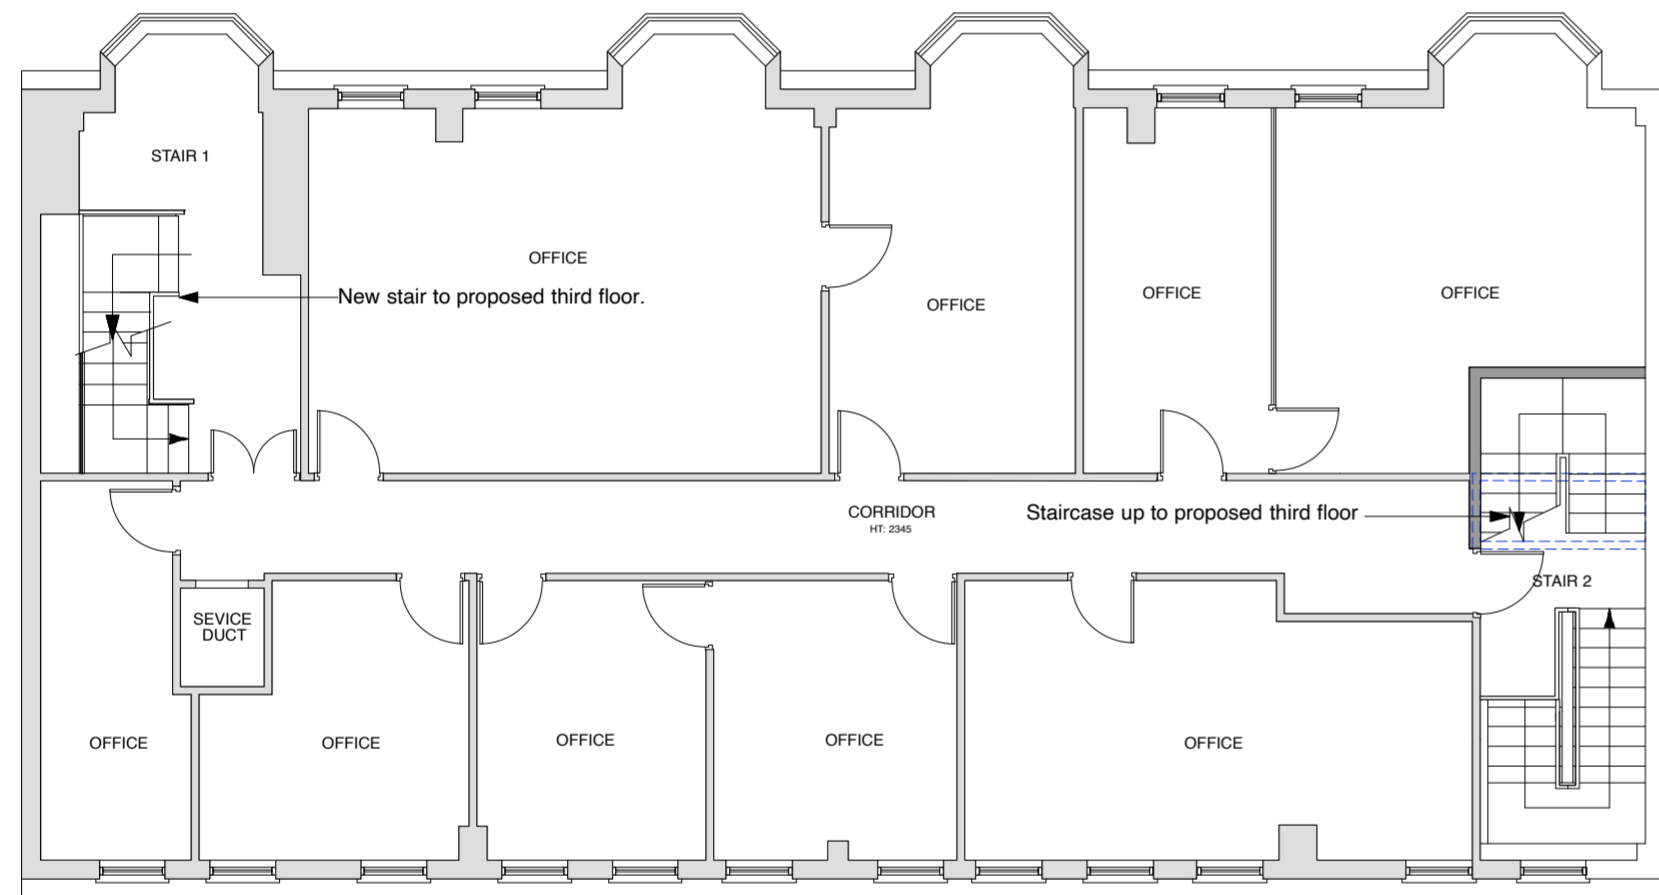 STAIR 1
OFFICE
New stair to proposed third floor.
OFFICE
OFFICE
OFFICE
CORRIDOR
HT: 2345
Staircase up to proposed third floor
STAIR 2
SEVICE
DUCT
OFFICE
OFFICE
OFFICE
OFFICE
OFFICE